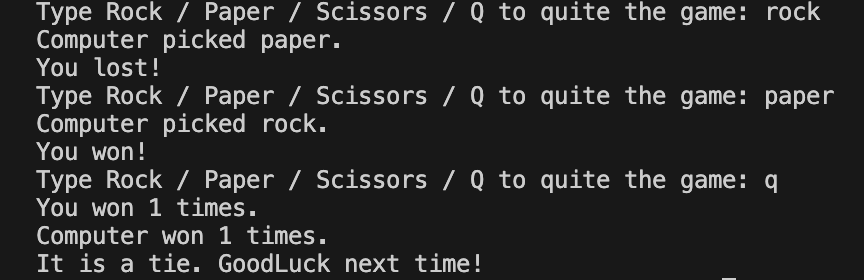 Type Rock / Paper / Scissors / Q to quite the game: rock
Computer picked paper.
You lost!
Type Rock / Paper / Scissors / Q to quite the game: paper
Computer picked rock.
You won!
Type Rock / Paper / Scissors / Q to quite the game: q
You won 1 times.
Computer won 1 times.
It is a tie. GoodLuck next time!